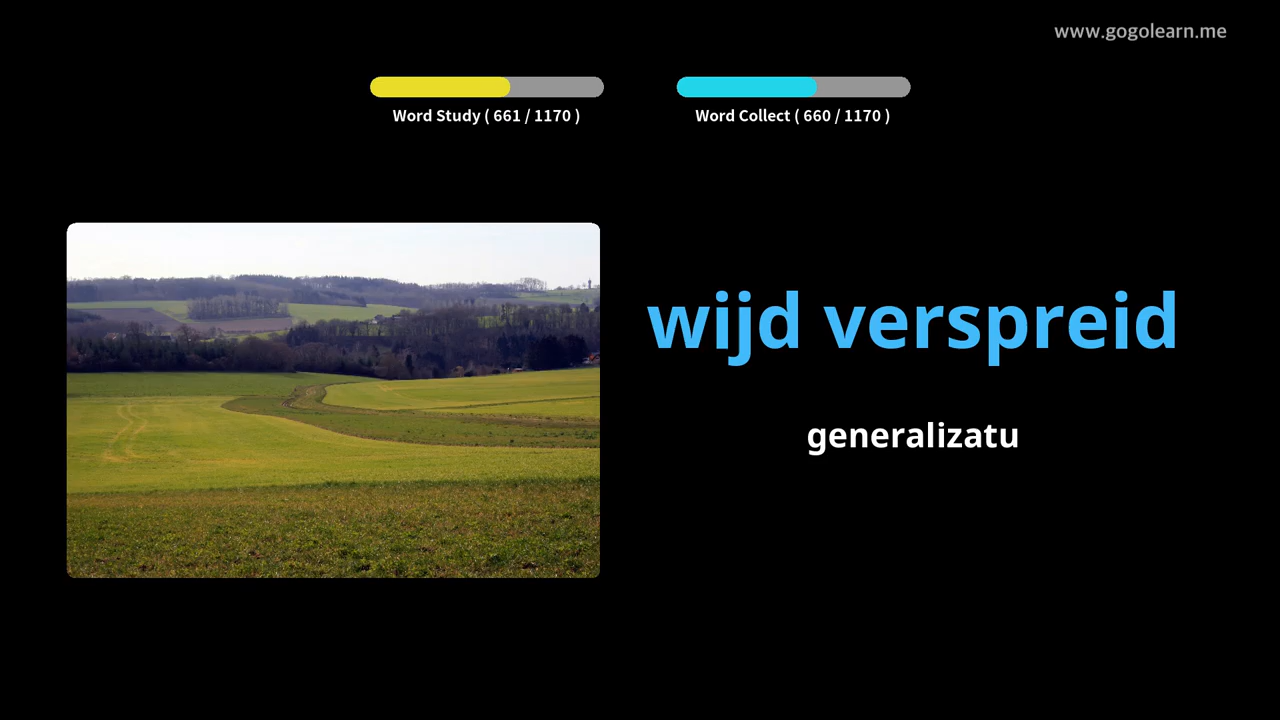 www.gogolearn.me
Word Study ( 661 / 1170 )
Word Collect ( 660 / 1170 )
wijd verspreid
generalizatu